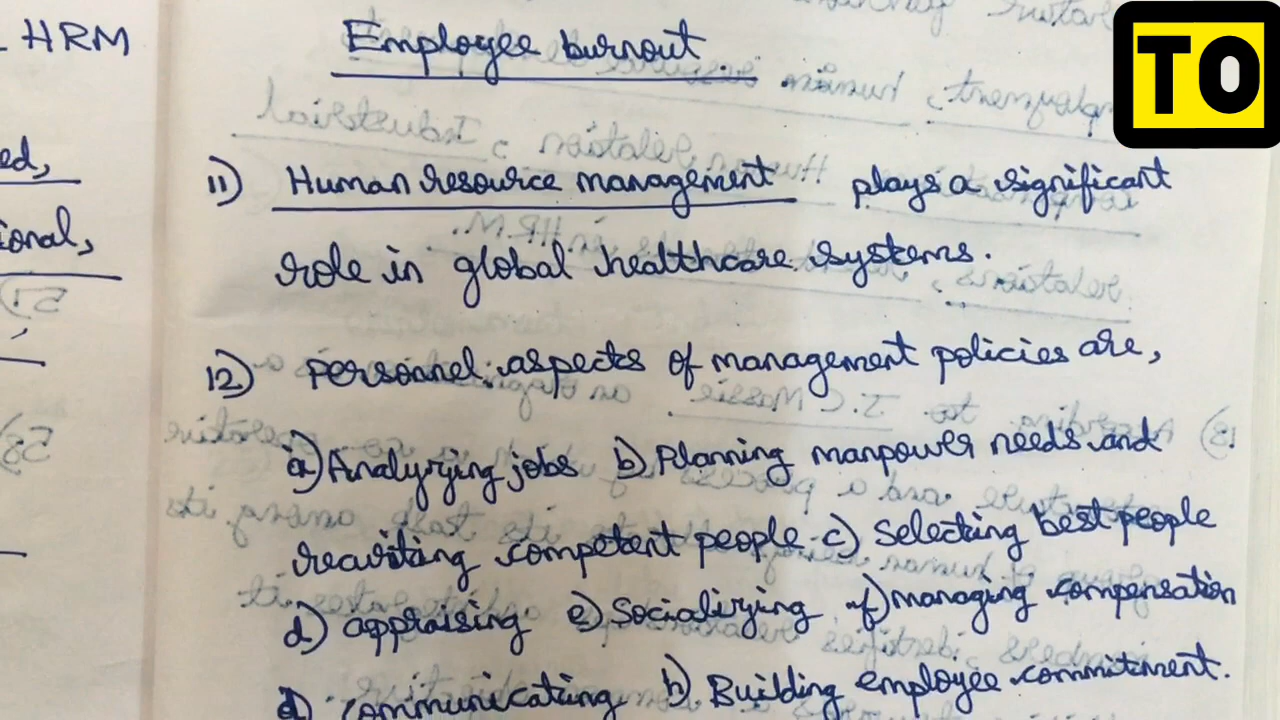 HRM
Employee burnout.
TO
ed,
ional,
11) Human resource management plays a significant
role in global healthcare systems.
12) Personnel aspects of management policies are,
a) Analyzing jobs b) Planning manpower needs and
recruiting competent people c) Selecting best people
d) appraising e) Socializing f) managing compensation
communicating h) Building employee commitment.